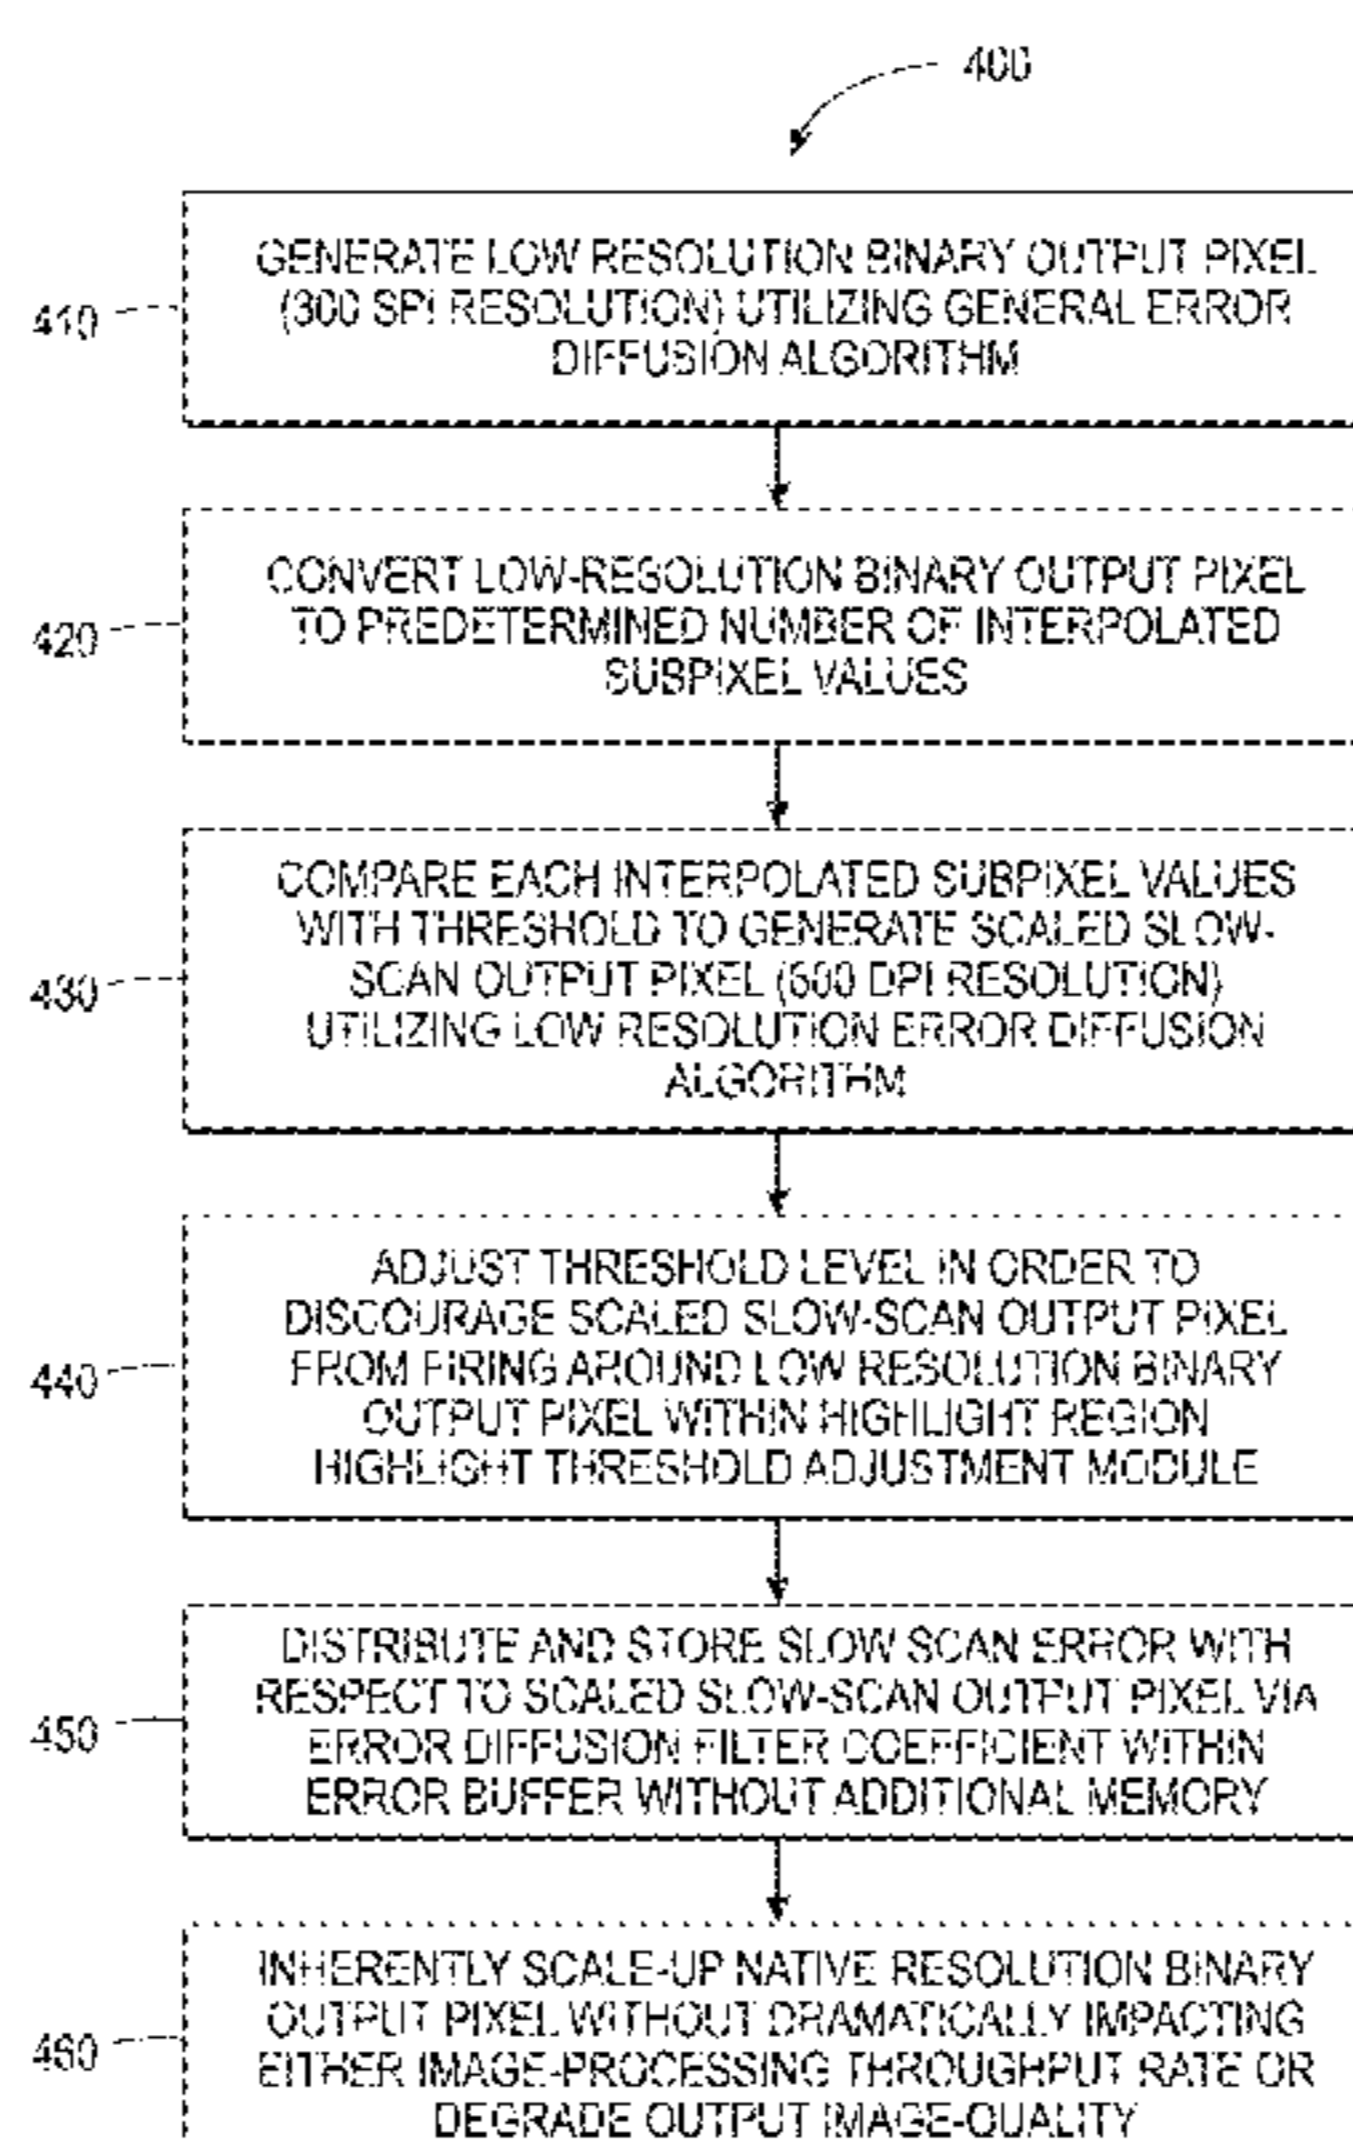 400
410
GENERATE LOW RESOLUTION BINARY OUTPUT PIXEL
(300 SPI RESOLUTION) UTILIZING GENERAL ERROR
DIFFUSION ALGORITHM
420
CONVERT LOW-RESOLUTION BINARY OUTPUT PIXEL
TO PREDETERMINED NUMBER OF INTERPOLATED
SUBPIXEL VALUES
430
COMPARE EACH INTERPOLATED SUBPIXEL VALUES
WITH THRESHOLD TO GENERATE SCALED SLOW-
SCAN OUTPUT PIXEL (600 DPI RESOLUTION)
UTILIZING LOW RESOLUTION ERROR DIFFUSION
ALGORITHM
440
ADJUST THRESHOLD LEVEL IN ORDER TO
DISCOURAGE SCALED SLOW-SCAN OUTPUT PIXEL
FROM FIRING AROUND LOW RESOLUTION BINARY
OUTPUT PIXEL WITHIN HIGHLIGHT REGION
HIGHLIGHT THRESHOLD ADJUSTMENT MODULE
450
DISTRIBUTE AND STORE SLOW SCAN ERROR WITH
RESPECT TO SCALED SLOW-SCAN OUTPUT PIXEL VIA
ERROR DIFFUSION FILTER COEFFICIENT WITHIN
ERROR BUFFER WITHOUT ADDITIONAL MEMORY
460
INHERENTLY SCALE-UP NATIVE RESOLUTION BINARY
OUTPUT PIXEL WITHOUT DRAMATICALLY IMPACTING
EITHER IMAGE-PROCESSING THROUGHPUT RATE OR
DEGRADE OUTPUT IMAGE-QUALITY